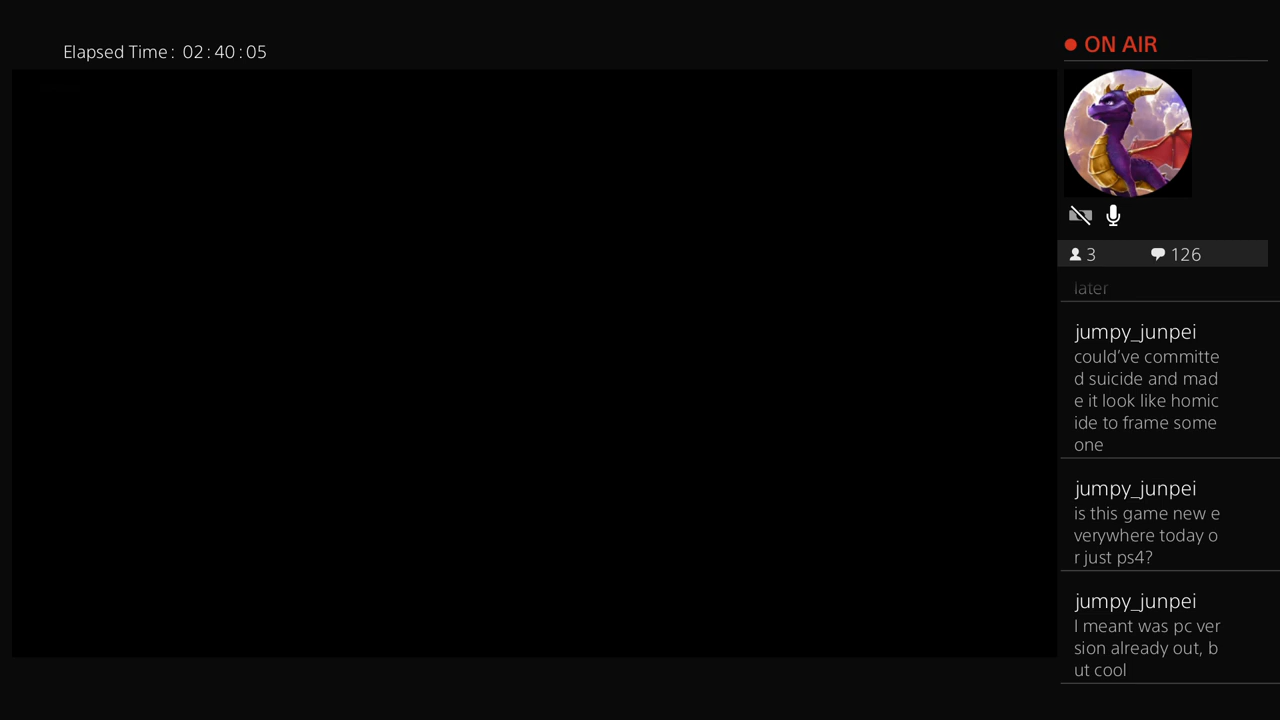 Elapsed Time: 02:40:05
ON AIR
3 126
later
jumpy_junpei
could've committe
d suicide and mad
e it look like homic
ide to frame some
one
jumpy_junpei
is this game new e
verywhere today o
r just ps4?
jumpy_junpei
I meant was pc ver
sion already out, b
ut cool